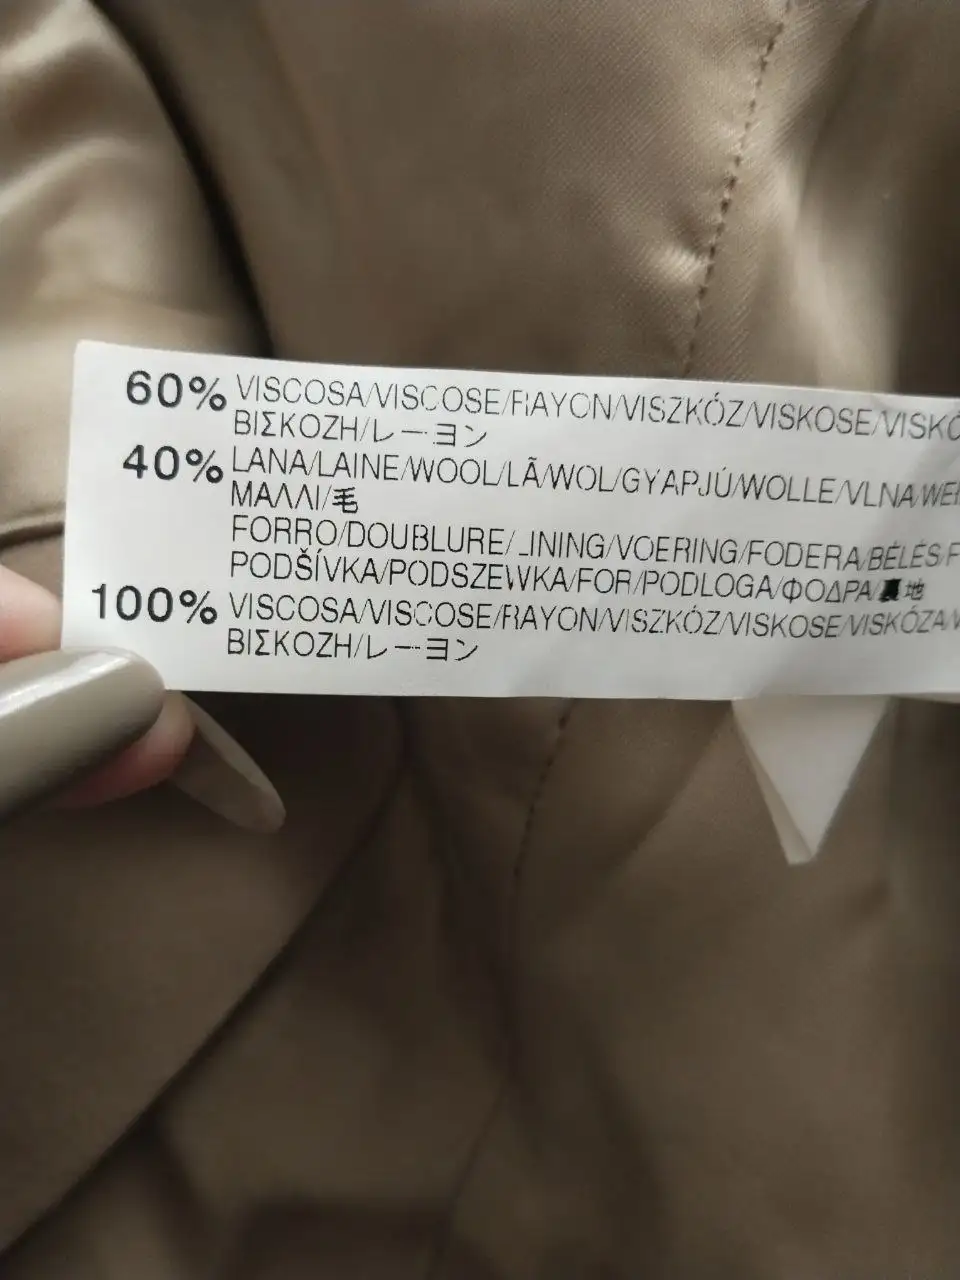 60% VISCOSA/VISCOSE/RAYON/VISZKÓZ/VISKOSE/
ΒΙΣΚΟΖΗ/レーヨン
40% LANA/LAINE/WOOL/LÃ/WOL/GYAPJÚ/WOLLE/VLNA/
ΜΑΛΛΙ/毛
FORRO/DOUBLURE/LINING/VOERING/FODERA/BÉLÉS/
PODŠÍVKA/PODSZEWKA/FOR/PODLOGA/ΦΟΔΡΑ/裏地
100% VISCOSA/VISCOSE/RAYON/VISZKÓZ/VISKOSE/VISKÓZA/
ΒΙΣΚΟΖΗ/レーヨン